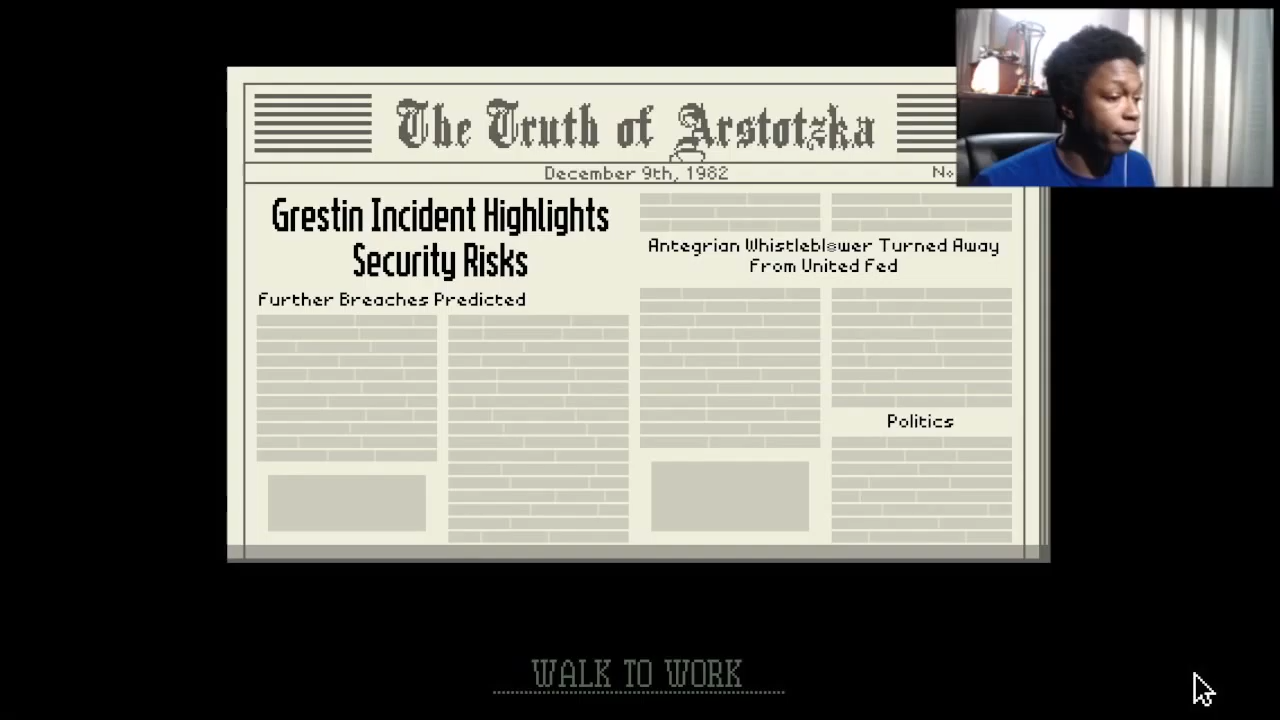 The Truth of Arstotzka
December 9th, 1982
Grestin Incident Highlights
Security Risks
Further Breaches Predicted
Antegrian Whistleblower Turned Away
From United Fed
Politics
WALK TO WORK